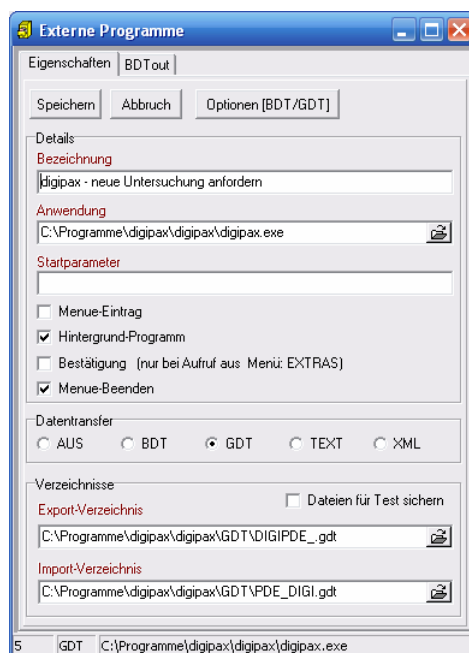 Externe Programme
Eigenschaften BDTout
Speichern Abbruch Optionen [BDT/GDT]
Details
Bezeichnung
digipax - neue Untersuchung anfordern
Anwendung
C:\Programme\digipax\digipax\digipax.exe
Startparameter
Menue-Eintrag
Hintergrund-Programm
Bestätigung (nur bei Aufruf aus Menü: EXTRAS)
Menue-Beenden
Datentransfer
AUS BDT GDT TEXT XML
Verzeichnisse
Dateien für Test sichern
Export-Verzeichnis
C:\Programme\digipax\digipax\GDT\DIGIPDE_.gdt
Import-Verzeichnis
C:\Programme\digipax\digipax\GDT\PDE_DIGI.gdt
5 GDT C:\Programme\digipax\digipax\digipax.exe